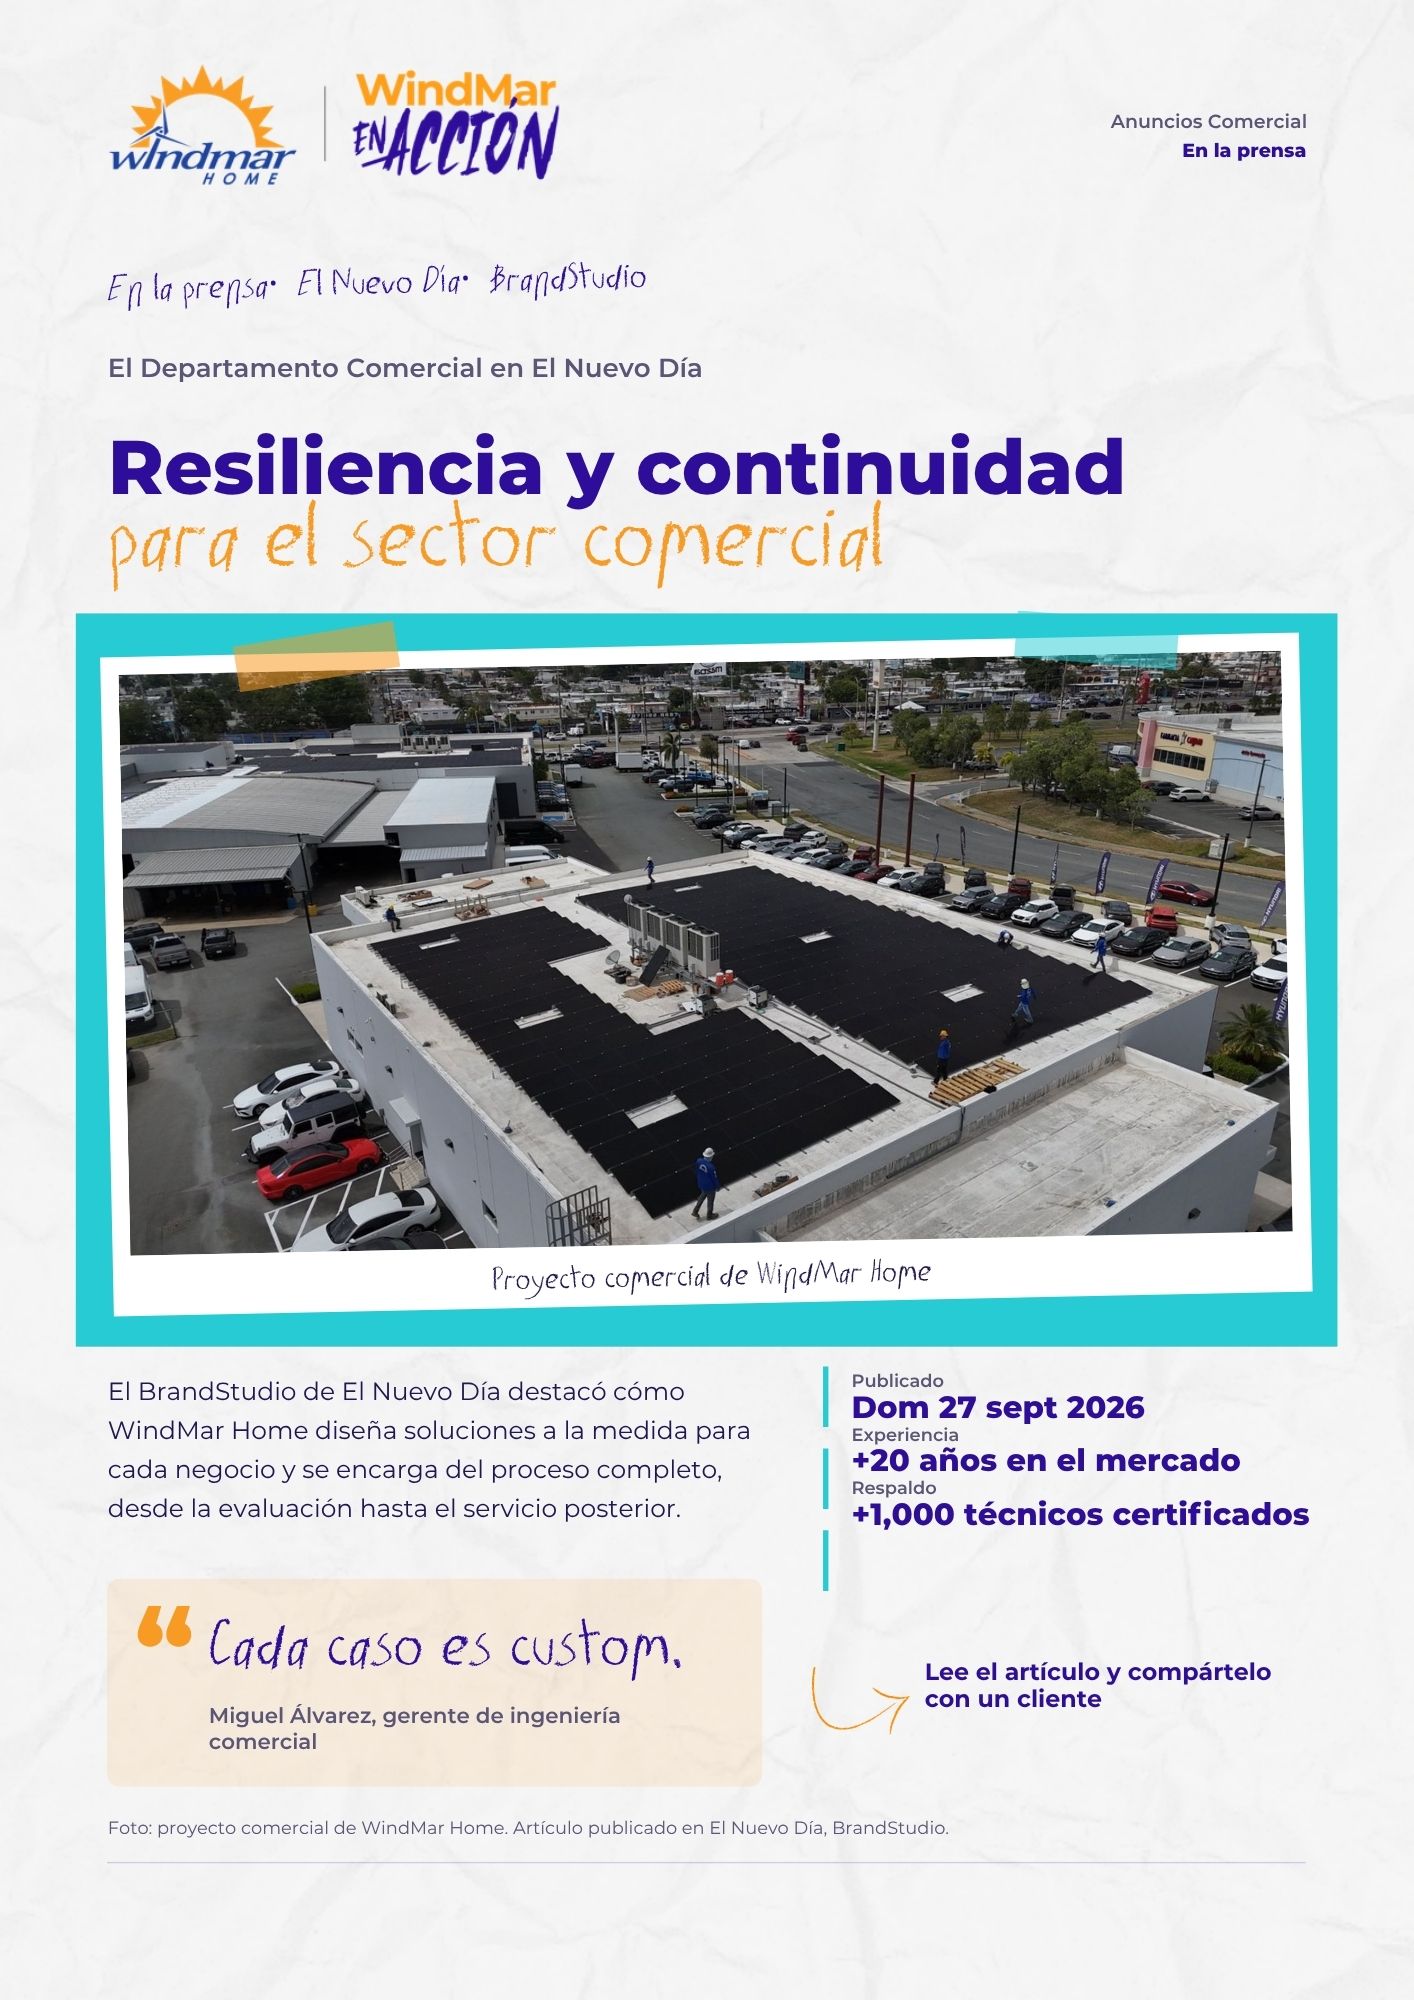 windmar
HOME
WindMar
EN ACCIÓN
Anuncios Comercial
En la prensa
En la prensa• El Nuevo Día• BrandStudio
El Departamento Comercial en El Nuevo Día
Resiliencia y continuidad
para el sector comercial
HYUNDAI
Proyecto comercial de WindMar Home
El BrandStudio de El Nuevo Día destacó cómo
WindMar Home diseña soluciones a la medida para
cada negocio y se encarga del proceso completo,
desde la evaluación hasta el servicio posterior.
Publicado
Dom 27 sept 2026
Experiencia
+20 años en el mercado
Respaldo
+1,000 técnicos certificados
“ Cada caso es custom.
Miguel Álvarez, gerente de ingeniería
comercial
Lee el artículo y compártelo
con un cliente
Foto: proyecto comercial de WindMar Home. Artículo publicado en El Nuevo Día, BrandStudio.